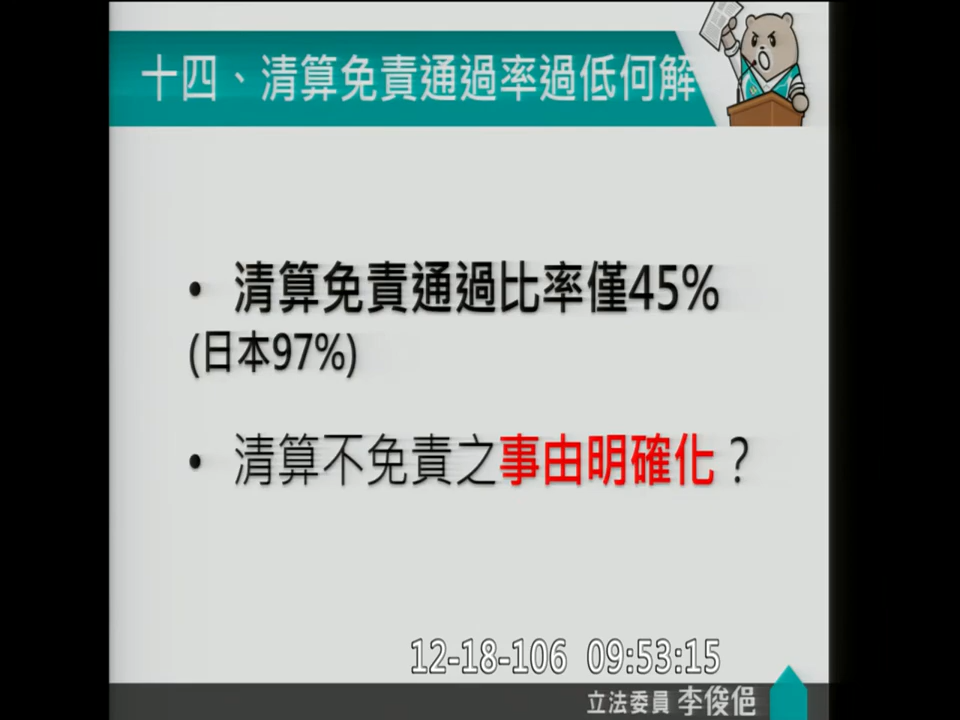 十四、清算免責通過率過低何解
• 清算免責通過比率僅45%
(日本97%)
• 清算不免責之事由明確化？
12-18-106 09:53:15
立法委員 李俊俋